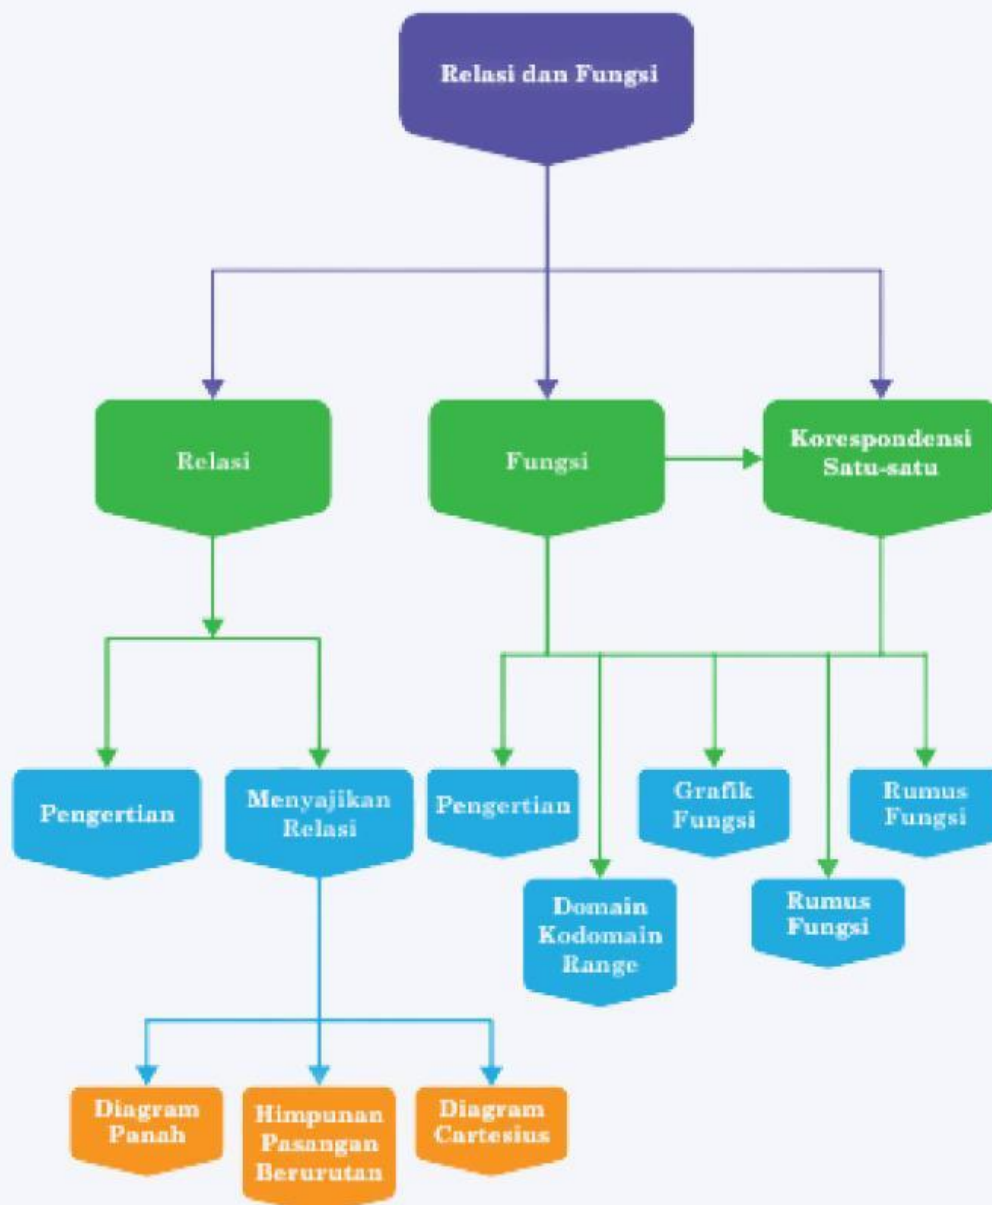 Relasi dan Fungsi
Relasi
Fungsi
Korespondensi
Satu-satu
Pengertian
Menyajikan
Relasi
Pengertian
Grafik
Fungsi
Rumus
Fungsi
Domain
Kodomain
Range
Rumus
Fungsi
Diagram
Panah
Himpunan
Pasangan
Berurutan
Diagram
Cartesius